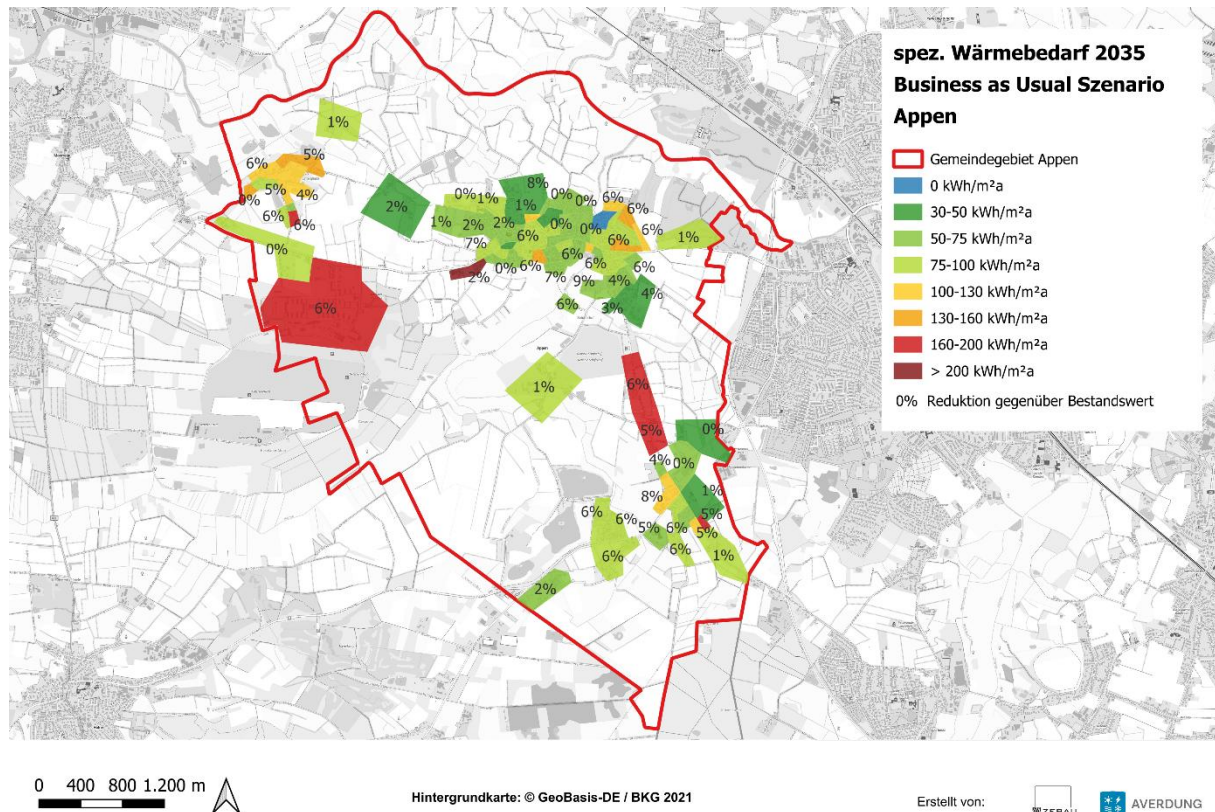 spez. Wärmebedarf 2035
Business as Usual Szenario
Appen
Gemeindegebiet Appen
0 kWh/m²a
30-50 kWh/m²a
50-75 kWh/m²a
75-100 kWh/m²a
100-130 kWh/m²a
130-160 kWh/m²a
160-200 kWh/m²a
> 200 kWh/m²a
0% Reduktion gegenüber Bestandswert
1%
6% 5%
5%
0% 4%
6% 6%
0%
6%
2%
8%
0% 1% 0% 0% 6%
1% 6%
1% 2% 2% 0% 0% 6%
1%
7% 6% 6%
6%
0% 6% 6% 6%
2% 7% 9% 4%
4%
6% 3%
1%
6%
5%
0%
4% 0%
8% 1%
5%
6% 6% 5% 6% 5%
6% 6% 1%
2%
0 400 800 1.200 m
Hintergrundkarte: © GeoBasis-DE / BKG 2021
Erstellt von:
ZEBAU
AVERDUNG